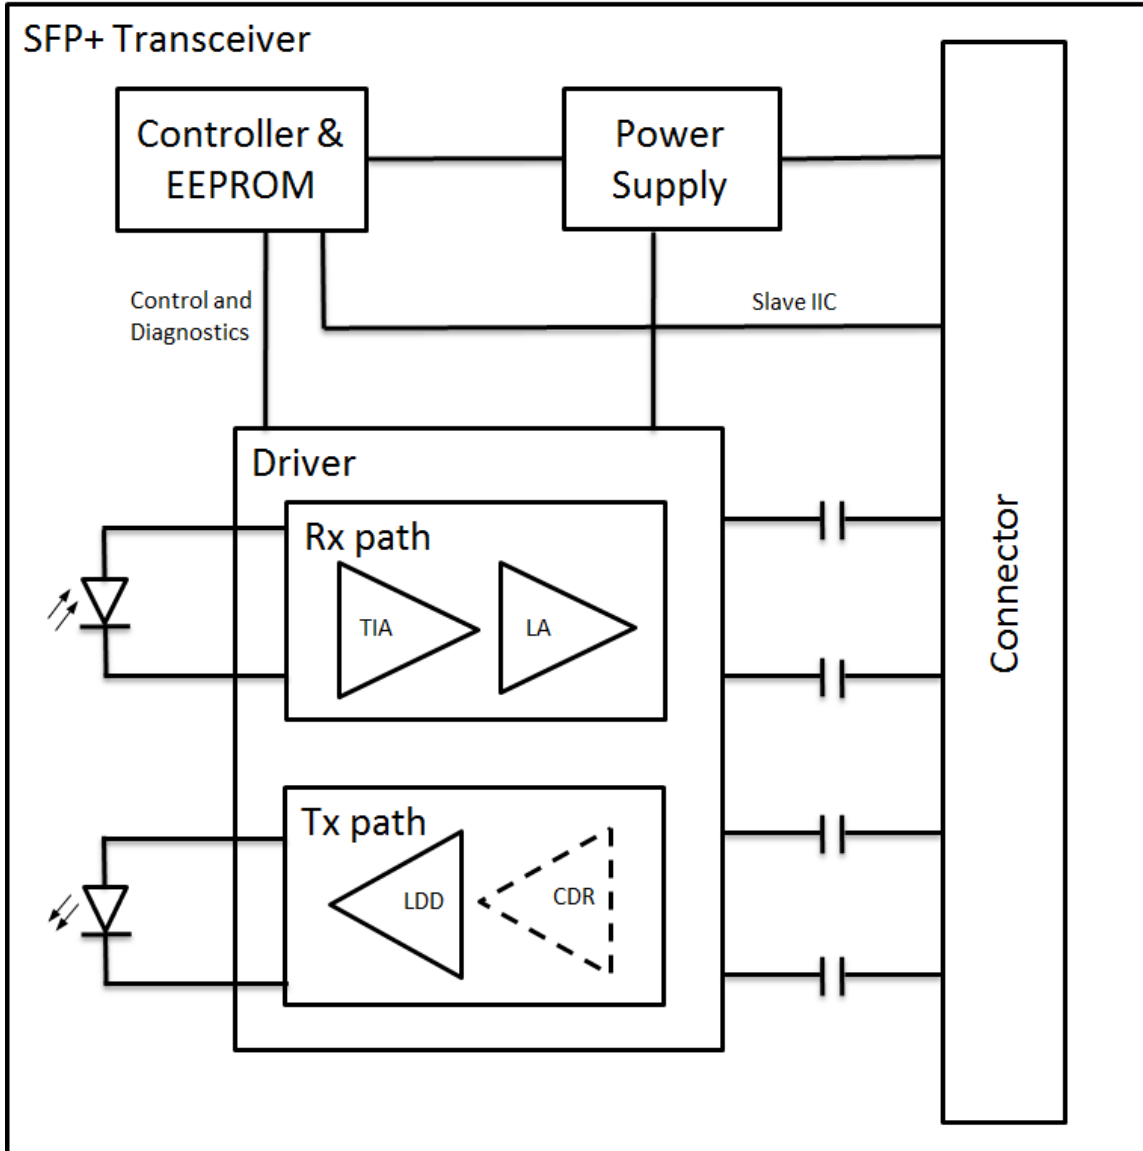 SFP+ Transceiver
Controller &
EEPROM
Power
Supply
Control and
Diagnostics
Slave IIC
Driver
Rx path
TIA
LA
Tx path
LDD
CDR
Connector